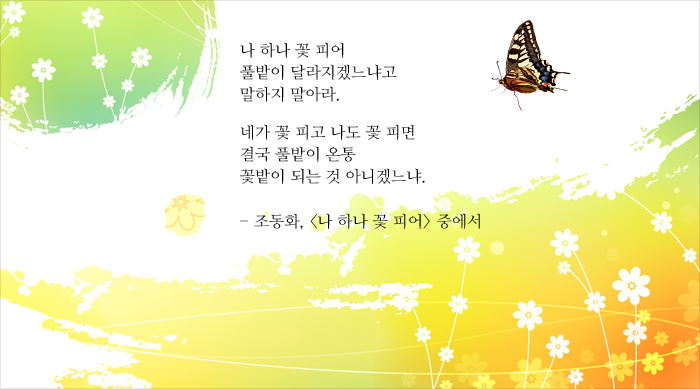 나 하나 꽃 피어
풀밭이 달라지겠느냐고
말하지 말아라.
네가 꽃 피고 나도 꽃 피면
결국 풀밭이 온통
꽃밭이 되는 것 아니겠느냐.
- 조동화, <나 하나 꽃 피어> 중에서